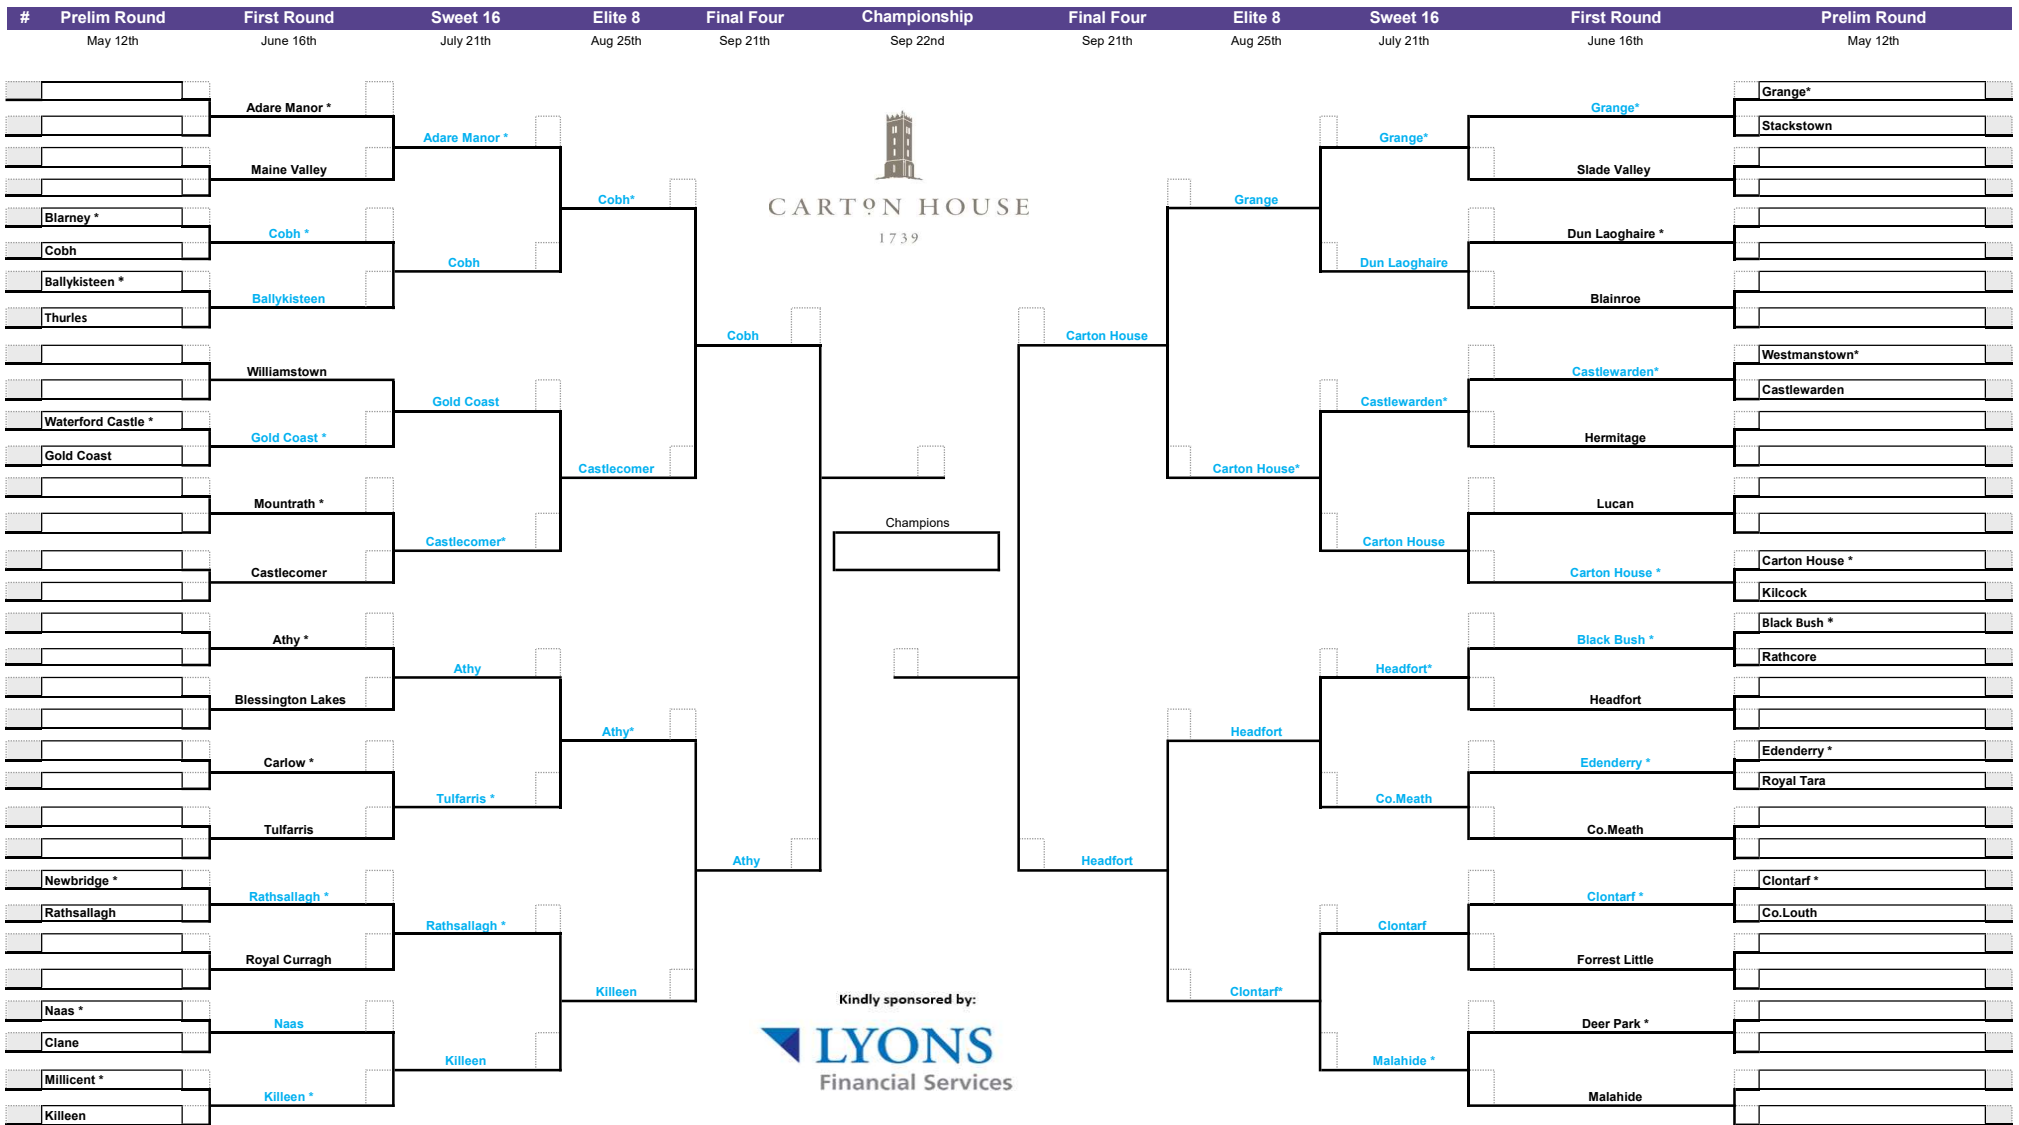 # Prelim Round First Round Sweet 16 Elite 8 Final Four Championship Final Four Elite 8 Sweet 16 First Round Prelim Round
May 12th June 16th July 21th Aug 25th Sep 21th Sep 22nd Sep 21th Aug 25th July 21th June 16th May 12th
Grange*
Adare Manor * Grange*
Stackstown
Adare Manor * Grange*
Maine Valley Slade Valley
Cobh* Grange
CARTON HOUSE
Blarney *
Cobh * Dun Laoghaire *
1739
Cobh
Cobh Dun Laoghaire
Ballykisteen *
Ballykisteen Blainroe
Thurles
Cobh Carton House
Westmanstown*
Williamstown Castlewarden*
Castlewarden
Gold Coast Castlewarden*
Waterford Castle *
Gold Coast * Hermitage
Gold Coast
Castlecomer Carton House*
Mountrath * Lucan
Champions
Castlecomer* Carton House
Carton House *
Castlecomer Carton House *
Kilcock
Black Bush *
Athy * Black Bush *
Rathcore
Athy Headfort*
Blessington Lakes Headfort
Athy* Headfort
Edenderry *
Carlow * Edenderry *
Royal Tara
Tulfarris * Co.Meath
Tulfarris Co.Meath
Athy Headfort
Newbridge * Clontarf *
Rathsallagh * Clontarf *
Rathsallagh Co.Louth
Rathsallagh * Clontarf
Royal Curragh Forrest Little
Killeen Clontarf*
Kindly sponsored by:
Naas *
Naas Deer Park *
Clane
LYONS
Killeen Malahide *
Millicent *
Financial Services
Killeen * Malahide
Killeen